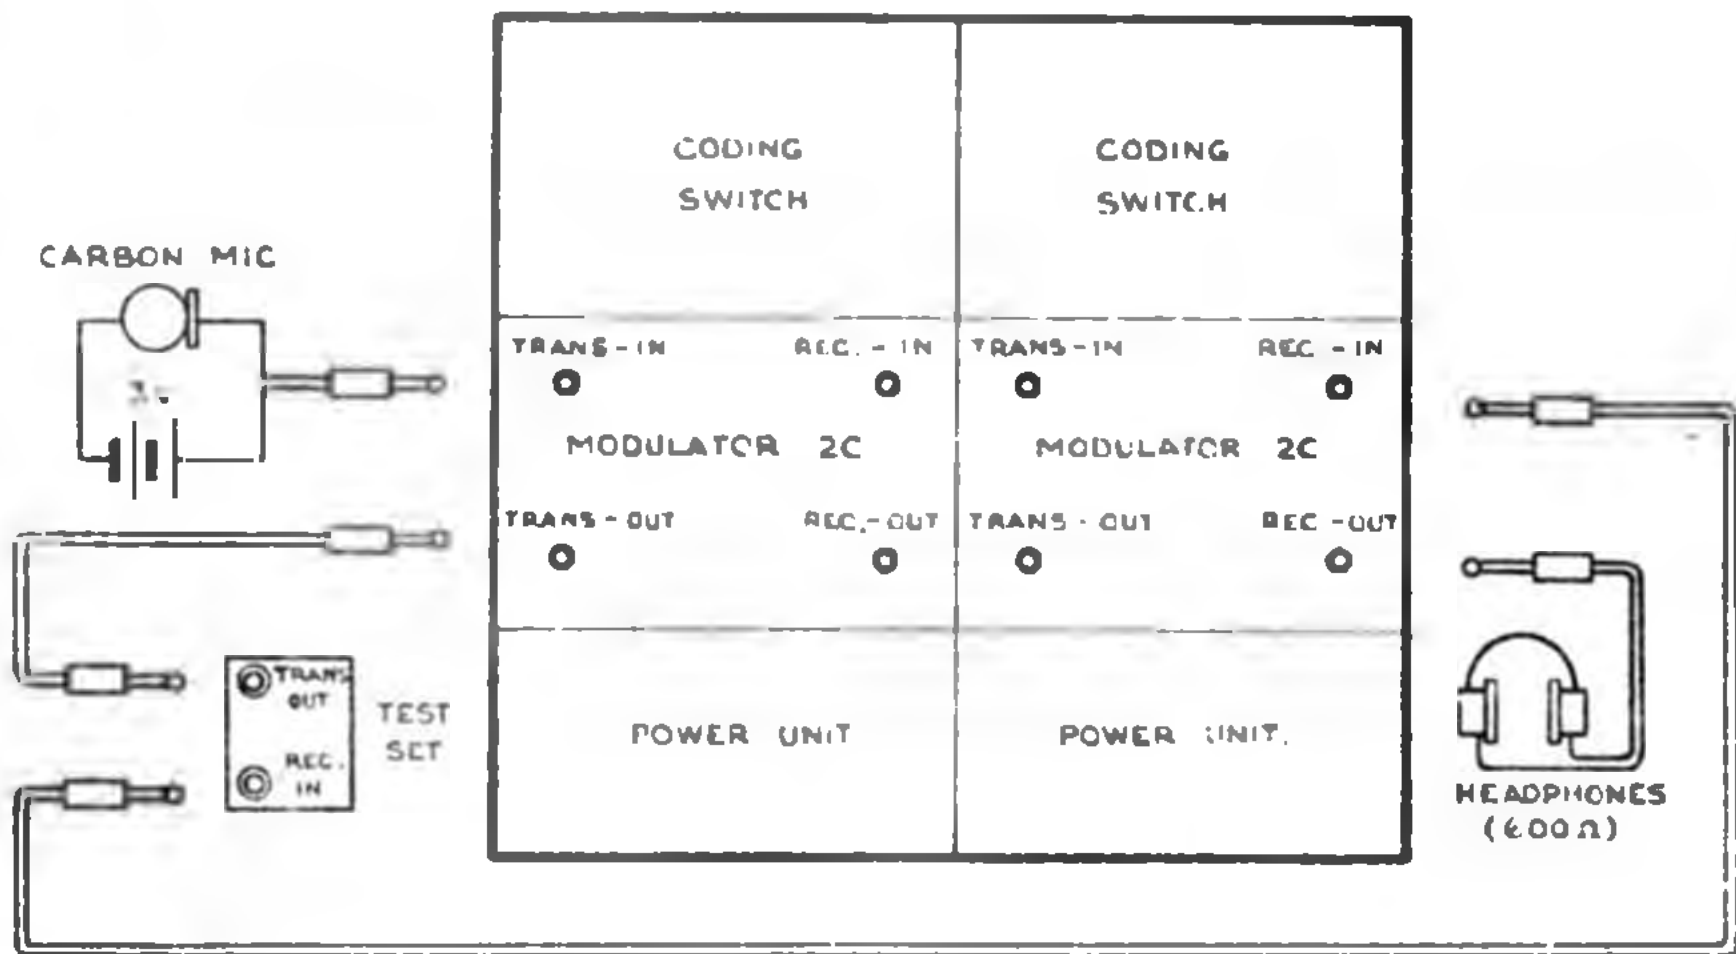 CODING
SWITCH
CODING
SWITCH
CARBON MIC
TRANS-IN
REC.-IN
TRANS-IN
REC-IN
MODULATOR 2C
MODULATOR 2C
TRANS-OUT
REC.-OUT
TRANS-OUT
REC-OUT
TRANS
OUT
REC.
IN
TEST
SET
POWER UNIT
POWER UNIT.
HEADPHONES
(600Ω)